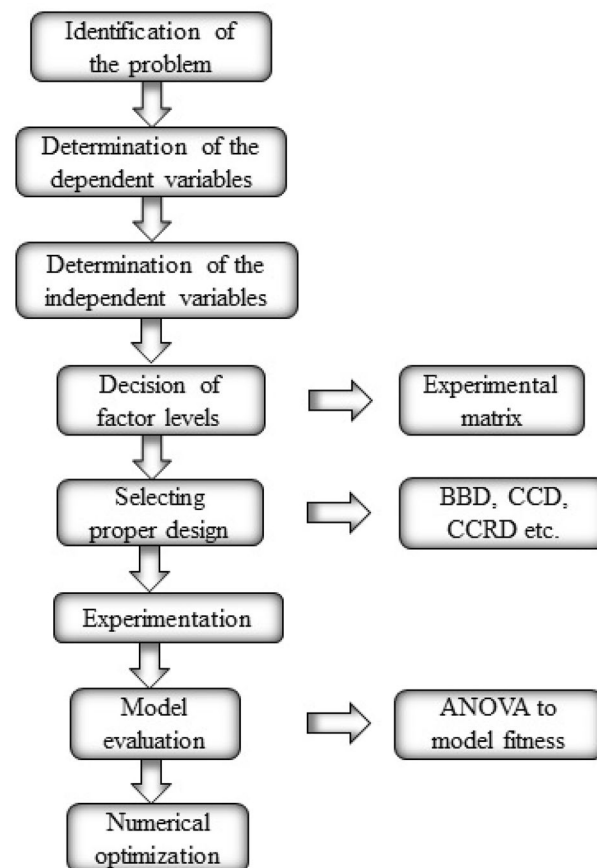 Identification of
the problem
Determination of the
dependent variables
Determination of the
independent variables
Decision of
factor levels
Experimental
matrix
Selecting
proper design
BBD, CCD,
CCRD etc.
Experimentation
Model
evaluation
ANOVA to
model fitness
Numerical
optimization